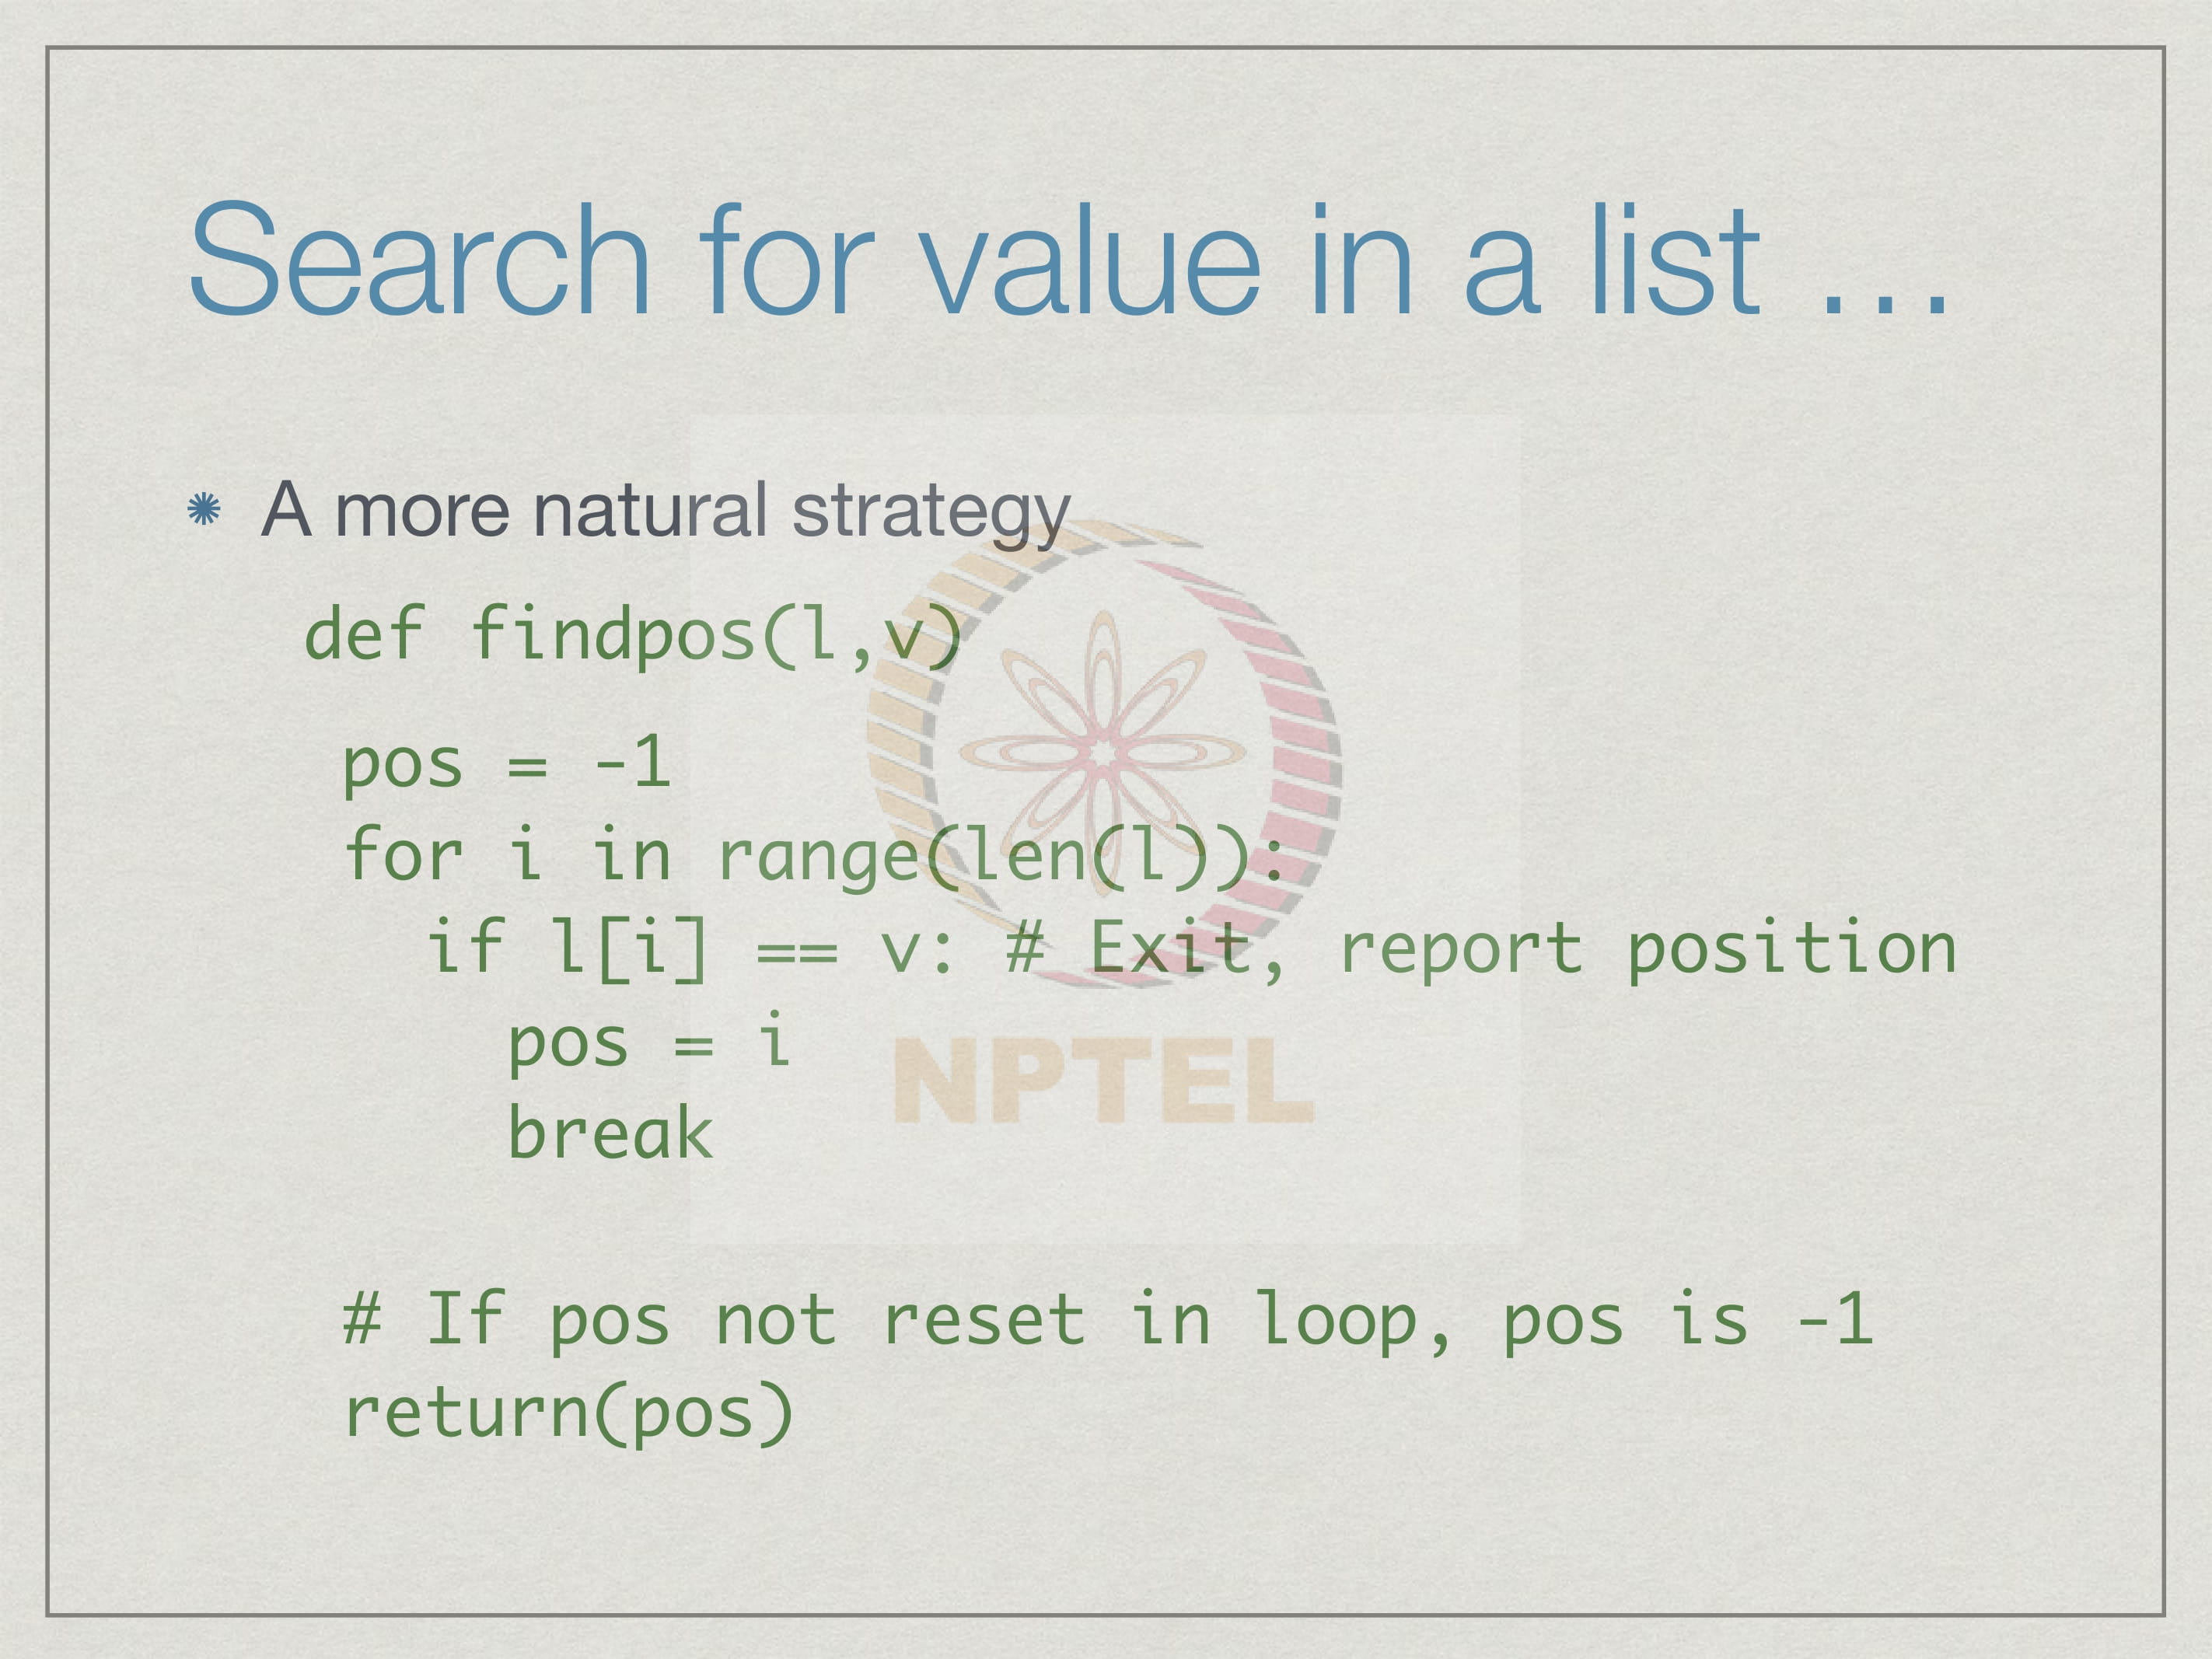 Search for value in a list …
A more natural strategy
def findpos(l,v)
pos = -1
for i in range(len(l)):
if l[i] == v: # Exit, report position
pos = i
break
NPTEL
# If pos not reset in loop, pos is -1
return(pos)